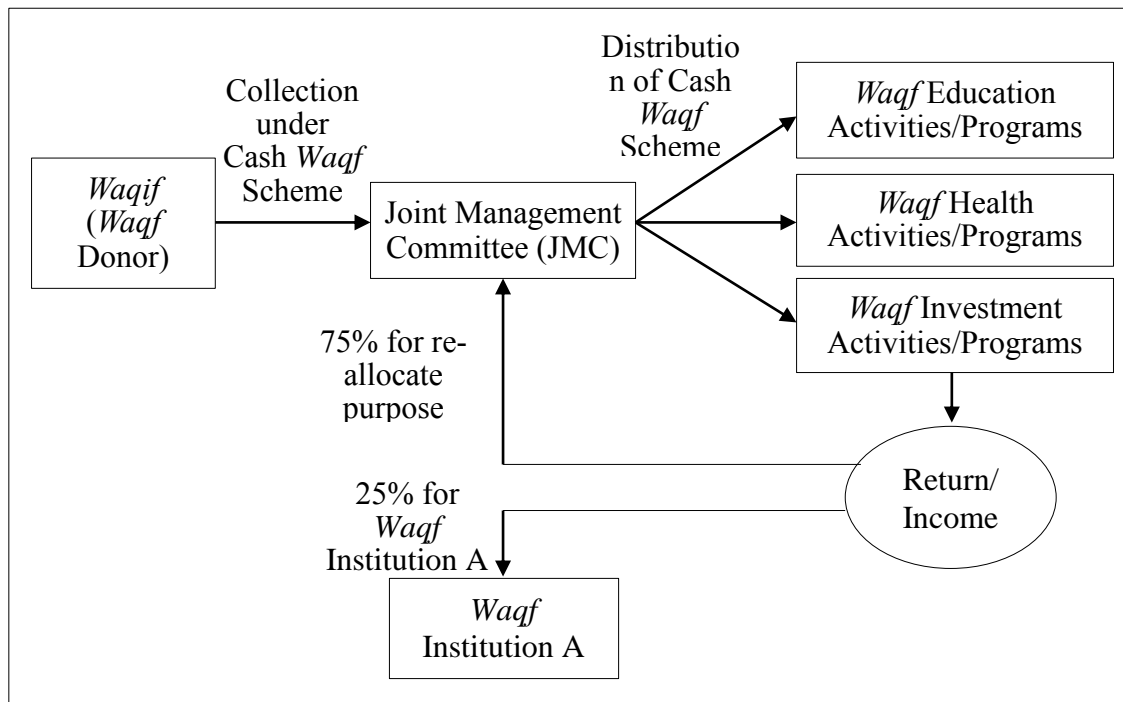 Waqif
(Waqf
Donor)
Collection
under
Cash Waqf
Scheme
Joint Management
Committee (JMC)
Distributio
n of Cash
Waqf
Scheme
Waqf Education
Activities/Programs
Waqf Health
Activities/Programs
Waqf Investment
Activities/Programs
Return/
Income
75% for re-
allocate
purpose
25% for
Waqf
Institution A
Waqf
Institution A